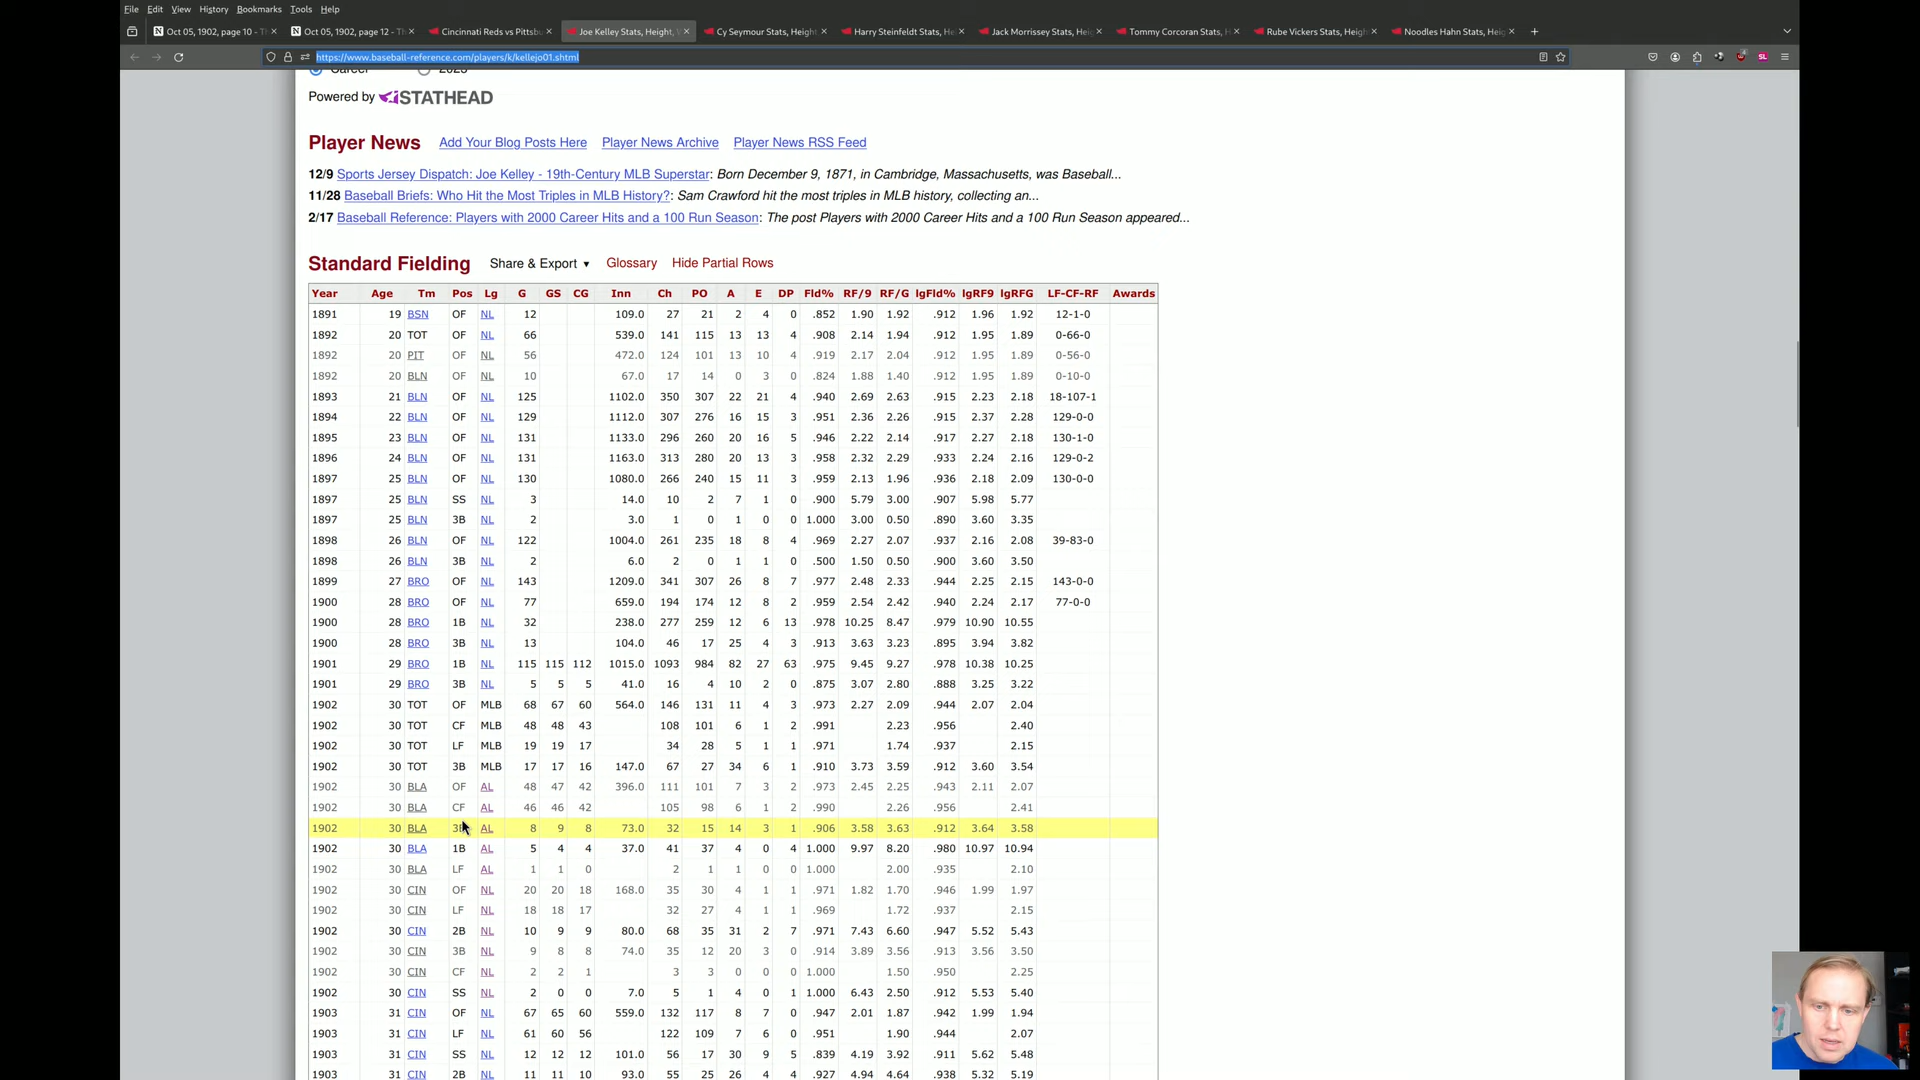 File Edit View History Bookmarks Tools Help
Oct 05, 1902, page 10 - Th × Oct 05, 1902, page 12 - Th × Cincinnati Reds vs Pittsbu × Joe Kelley Stats, Height, × Cy Seymour Stats, Height × Harry Steinfeldt Stats, He × Jack Morrissey Stats, Heig × Tommy Corcoran Stats, H × Rube Vickers Stats, Heigh × Noodles Hahn Stats, Heig × +
https://www.baseball-reference.com/players/k/kellejo01.shtml
Career 2023
Powered by STATHEAD
Player News Add Your Blog Posts Here Player News Archive Player News RSS Feed
12/9 Sports Jersey Dispatch: Joe Kelley - 19th-Century MLB Superstar: Born December 9, 1871, in Cambridge, Massachusetts, was Baseball...
11/28 Baseball Briefs: Who Hit the Most Triples in MLB History?: Sam Crawford hit the most triples in MLB history, collecting an...
2/17 Baseball Reference: Players with 2000 Career Hits and a 100 Run Season: The post Players with 2000 Career Hits and a 100 Run Season appeared...
Standard Fielding Share & Export ▼ Glossary Hide Partial Rows
Year Age Tm Pos Lg G GS CG Inn Ch PO A E DP Fld% RF/9 RF/G lgFld% lgRF9 lgRFG LF-CF-RF Awards
1891 19 BSN OF NL 12 109.0 27 21 2 4 0 .852 1.90 1.92 .912 1.96 1.92 12-1-0
1892 20 TOT OF NL 66 539.0 141 115 13 13 4 .908 2.14 1.94 .912 1.95 1.89 0-66-0
1892 20 PIT OF NL 56 472.0 124 101 13 10 4 .919 2.17 2.04 .912 1.95 1.89 0-56-0
1892 20 BLN OF NL 10 67.0 17 14 0 3 0 .824 1.88 1.40 .912 1.95 1.89 0-10-0
1893 21 BLN OF NL 125 1102.0 350 307 22 21 4 .940 2.69 2.63 .915 2.23 2.18 18-107-1
1894 22 BLN OF NL 129 1112.0 307 276 16 15 3 .951 2.36 2.26 .915 2.37 2.28 129-0-0
1895 23 BLN OF NL 131 1133.0 296 260 20 16 5 .946 2.22 2.14 .917 2.27 2.18 130-1-0
1896 24 BLN OF NL 131 1163.0 313 280 20 13 3 .958 2.32 2.29 .933 2.24 2.16 129-0-2
1897 25 BLN OF NL 130 1080.0 266 240 15 11 3 .959 2.13 1.96 .936 2.18 2.09 130-0-0
1897 25 BLN SS NL 3 14.0 10 2 7 1 0 .900 5.79 3.00 .907 5.98 5.77
1897 25 BLN 3B NL 2 3.0 1 0 1 0 0 1.000 3.00 0.50 .890 3.60 3.35
1898 26 BLN OF NL 122 1004.0 261 235 18 8 4 .969 2.27 2.07 .937 2.16 2.08 39-83-0
1898 26 BLN 3B NL 2 6.0 2 0 1 1 0 .500 1.50 0.50 .900 3.60 3.50
1899 27 BRO OF NL 143 1209.0 341 307 26 8 7 .977 2.48 2.33 .944 2.25 2.15 143-0-0
1900 28 BRO OF NL 77 659.0 194 174 12 8 2 .959 2.54 2.42 .940 2.24 2.17 77-0-0
1900 28 BRO 1B NL 32 238.0 277 259 12 6 13 .978 10.25 8.47 .979 10.90 10.55
1900 28 BRO 3B NL 13 104.0 46 17 25 4 3 .913 3.63 3.23 .895 3.94 3.82
1901 29 BRO 1B NL 115 115 112 1015.0 1093 984 82 27 63 .975 9.45 9.27 .978 10.38 10.25
1901 29 BRO 3B NL 5 5 5 41.0 16 4 10 2 0 .875 3.07 2.80 .888 3.25 3.22
1902 30 TOT OF MLB 68 67 60 564.0 146 131 11 4 3 .973 2.27 2.09 .944 2.07 2.04
1902 30 TOT CF MLB 48 48 43 108 101 6 1 2 .991 2.23 .956 2.40
1902 30 TOT LF MLB 19 19 17 34 28 5 1 1 .971 1.74 .937 2.15
1902 30 TOT 3B MLB 17 17 16 147.0 67 27 34 6 1 .910 3.73 3.59 .912 3.60 3.54
1902 30 BLA OF AL 48 47 42 396.0 111 101 7 3 2 .973 2.45 2.25 .943 2.11 2.07
1902 30 BLA CF AL 46 46 42 105 98 6 1 2 .990 2.26 .956 2.41
1902 30 BLA 3B AL 8 9 8 73.0 32 15 14 3 1 .906 3.58 3.63 .912 3.64 3.58
1902 30 BLA 1B AL 5 4 4 37.0 41 37 4 0 4 1.000 9.97 8.20 .980 10.97 10.94
1902 30 BLA LF AL 1 1 0 2 1 1 0 0 1.000 2.00 .935 2.10
1902 30 CIN OF NL 20 20 18 168.0 35 30 4 1 1 .971 1.82 1.70 .946 1.99 1.97
1902 30 CIN LF NL 18 18 17 32 27 4 1 1 .969 1.72 .937 2.15
1902 30 CIN 2B NL 10 9 9 80.0 68 35 31 2 7 .971 7.43 6.60 .947 5.52 5.43
1902 30 CIN 3B NL 9 8 8 74.0 35 12 20 3 0 .914 3.89 3.56 .913 3.56 3.50
1902 30 CIN CF NL 2 2 1 3 3 0 0 0 1.000 1.50 .950 2.25
1902 30 CIN SS NL 2 0 0 7.0 5 1 4 0 1 1.000 6.43 2.50 .912 5.53 5.40
1903 31 CIN OF NL 67 65 60 559.0 132 117 8 7 0 .947 2.01 1.87 .942 1.99 1.94
1903 31 CIN LF NL 61 60 56 122 109 7 6 0 .951 1.90 .944 2.07
1903 31 CIN SS NL 12 12 12 101.0 56 17 30 9 5 .839 4.19 3.92 .911 5.62 5.48
1903 31 CIN 2B NL 11 11 10 93.0 55 25 26 4 4 .927 4.94 4.64 .938 5.32 5.19